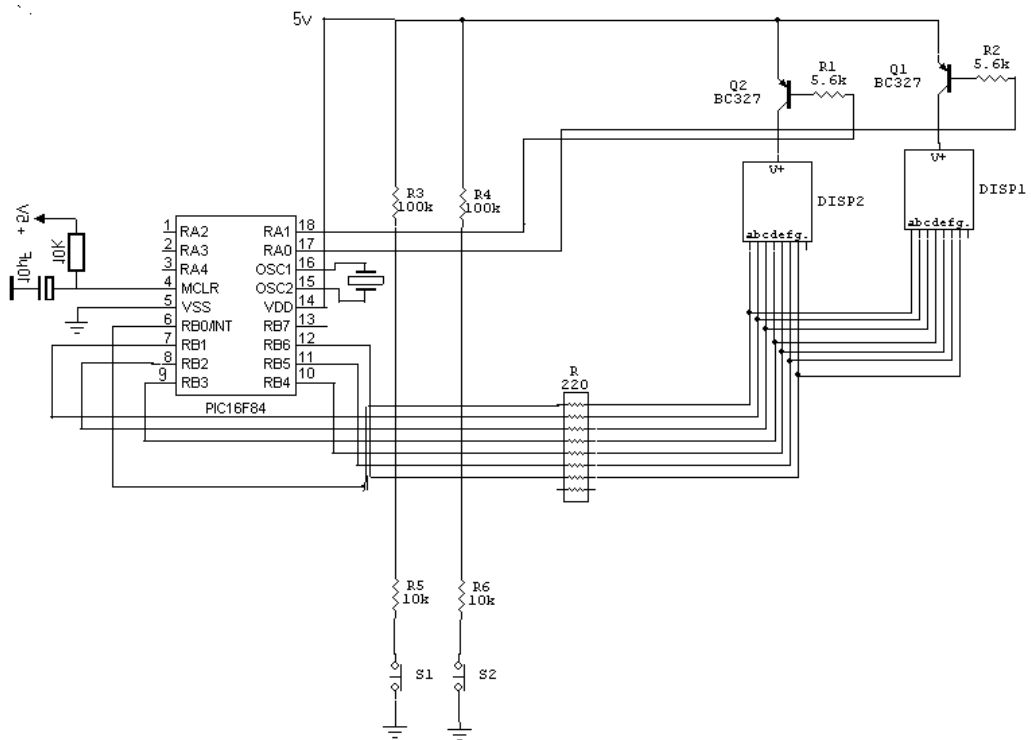 5v
R2
5.6k
Q1
BC327
R1
5.6k
Q2
BC327
V+
DISP1
abcdefg.
V+
DISP2
abcdefg.
R3
100k
R4
100k
+5V
10K
10µF
1 RA2
2 RA3
3 RA4
4 MCLR
5 VSS
6 RB0/INT
7 RB1
8 RB2
9 RB3
RA1 18
RA0 17
OSC1 16
OSC2 15
VDD 14
RB7 13
RB6 12
RB5 11
RB4 10
PIC16F84
R
220
R5
10k
R6
10k
S1
S2